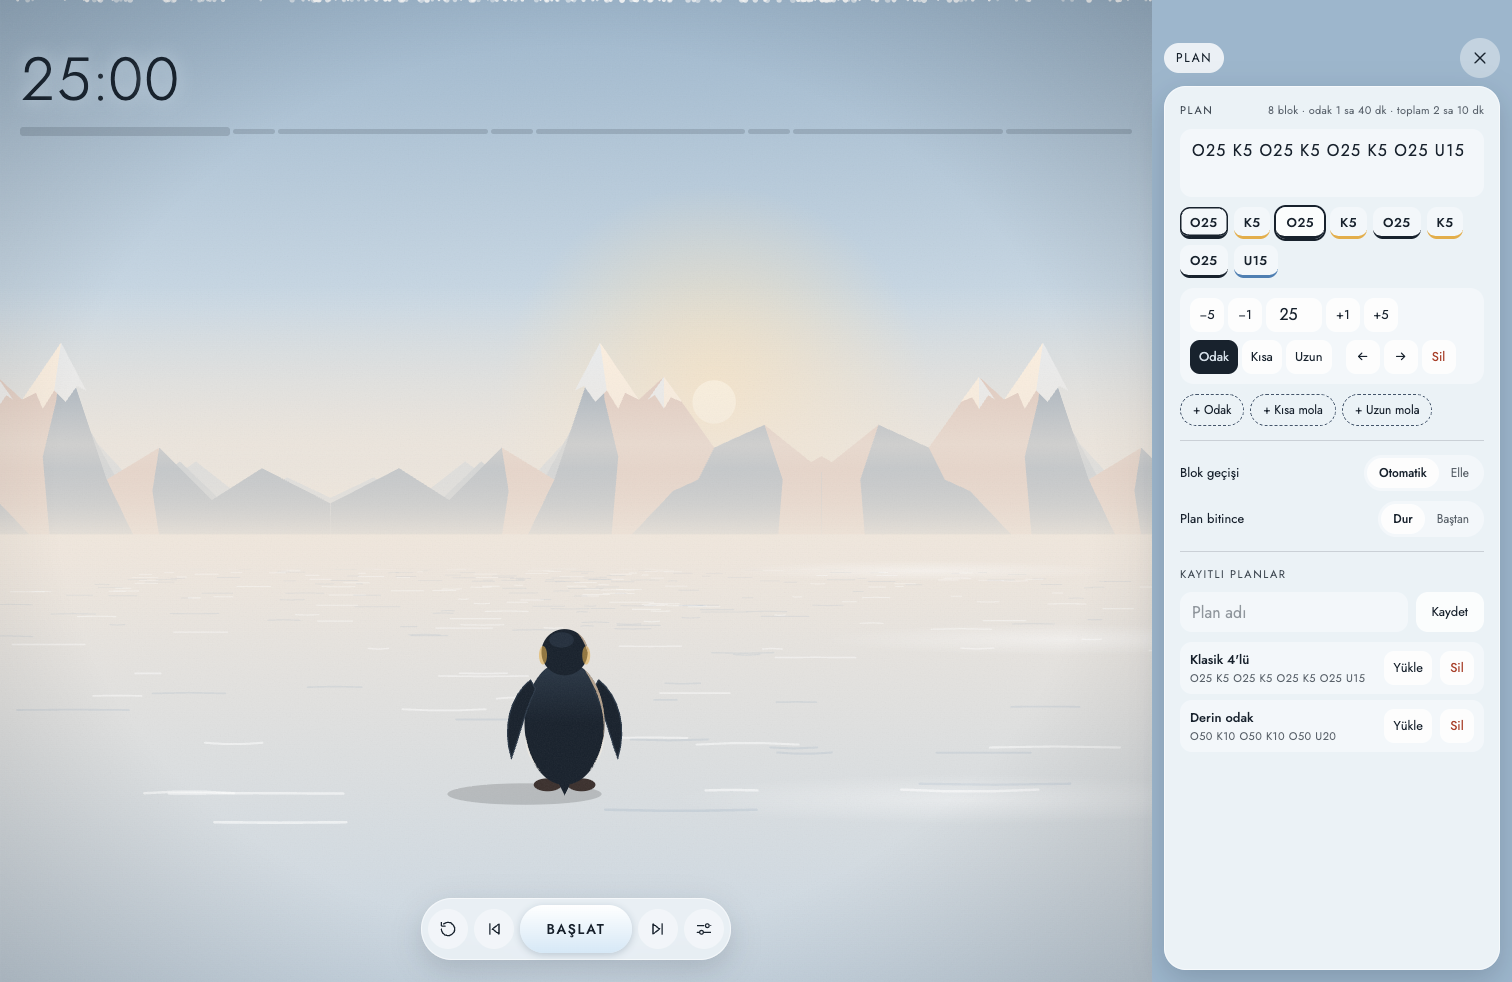 25:00
PLAN
PLAN 8 blok · odak 1 sa 40 dk · toplam 2 sa 10 dk
O25 K5 O25 K5 O25 K5 O25 U15
O25 K5 O25 K5 O25 K5
O25 U15
−5 −1 25 +1 +5
Odak Kısa Uzun ← → Sil
+ Odak + Kısa mola + Uzun mola
Blok geçişi Otomatik Elle
Plan bitince Dur Baştan
KAYITLI PLANLAR
Plan adı Kaydet
Klasik 4'lü
O25 K5 O25 K5 O25 K5 O25 U15
Yükle Sil
Derin odak
O50 K10 O50 K10 O50 U20
Yükle Sil
BAŞLAT